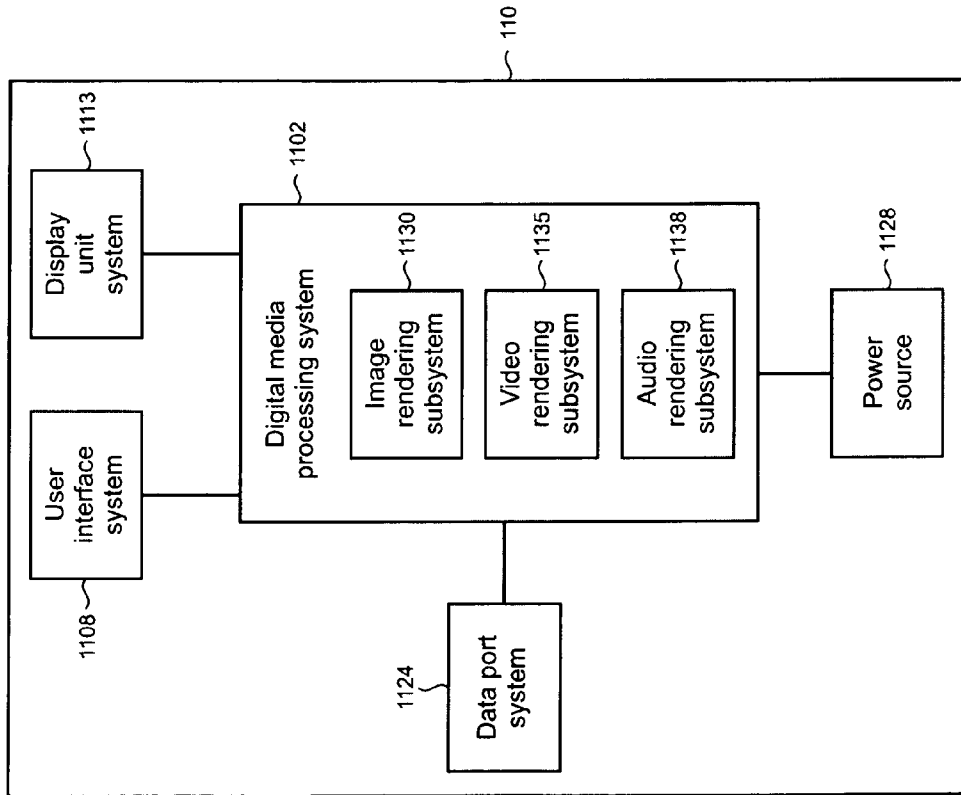 110
User
interface
system
1108
Display
unit
system
1113
Digital media
processing system
1102
Image
rendering
subsystem
1130
Video
rendering
subsystem
1135
Audio
rendering
subsystem
1138
Data port
system
1124
Power
source
1128